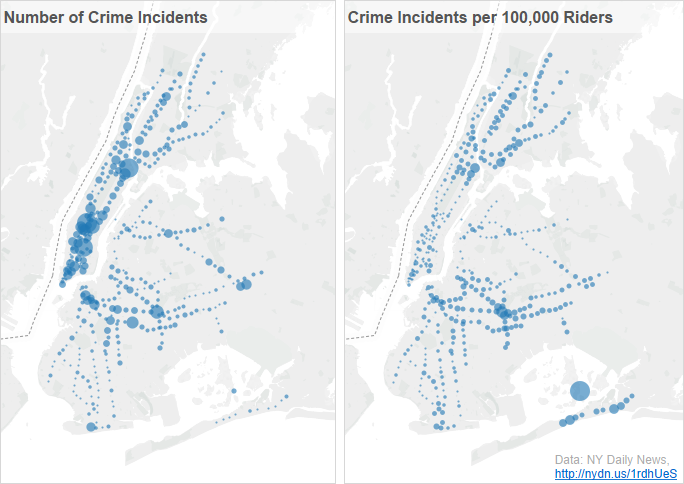 Number of Crime Incidents
Crime Incidents per 100,000 Riders
Data: NY Daily News,
http://nydn.us/1rdhUeS